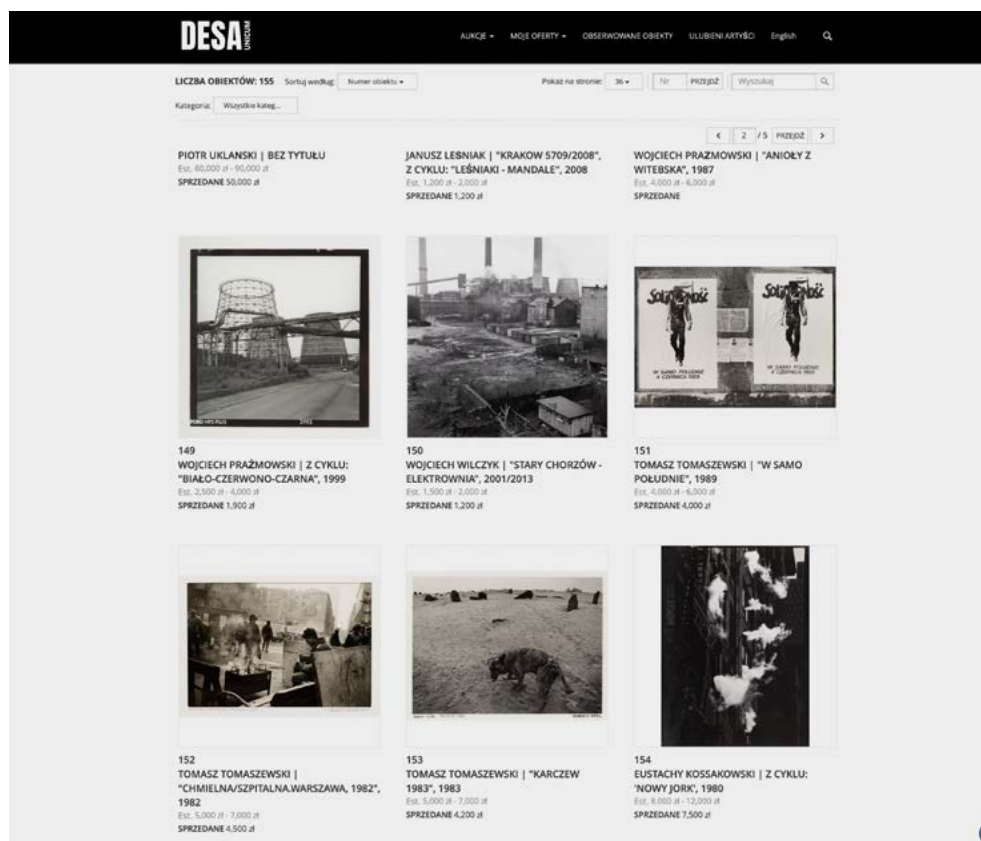 DESA UNICUM
AUKCJE MOJE OFERTY OBSERWOWANE OBIEKTY ULUBIENI ARTYŚCI English
LICZBA OBIEKTÓW: 155 Sortuj według: Numer obiektu Pokaż na stronie: 36 Nr PRZEJDŹ Wyszukaj
Kategoria: Wszystkie kateg...
< 2 / 5 PRZEJDŹ >
PIOTR UKLANSKI | BEZ TYTUŁU
Est. 60,000 zł - 90,000 zł
SPRZEDANE 50,000 zł
JANUSZ LEŚNIAK | "KRAKOW 5709/2008",
Z CYKLU: "LEŚNIAKI - MANDALE", 2008
Est. 1,200 zł - 2,000 zł
SPRZEDANE 1,200 zł
WOJCIECH PRAŻMOWSKI | "ANIOŁY Z
WITEBSKA", 1987
Est. 4,000 zł - 6,000 zł
SPRZEDANE
FORD HP5 PLUS
SOLIDARNOŚĆ
W SAMO POŁUDNIE
4 CZERWCA 1989
SOLIDARNOŚĆ
W SAMO POŁUDNIE
4 CZERWCA 1989
149
WOJCIECH PRAŻMOWSKI | Z CYKLU:
"BIAŁO-CZERWONO-CZARNA", 1999
Est. 2,500 zł - 4,000 zł
SPRZEDANE 1,900 zł
150
WOJCIECH WILCZYK | "STARY CHORZÓW -
ELEKTROWNIA", 2001/2013
Est. 1,500 zł - 2,000 zł
SPRZEDANE 1,200 zł
151
TOMASZ TOMASZEWSKI | "W SAMO
POŁUDNIE", 1989
Est. 4,000 zł - 6,000 zł
SPRZEDANE 4,000 zł
152
TOMASZ TOMASZEWSKI |
"CHMIELNA/SZPITALNA.WARSZAWA, 1982",
1982
Est. 5,000 zł - 7,000 zł
SPRZEDANE 4,500 zł
153
TOMASZ TOMASZEWSKI | "KARCZEW
1983", 1983
Est. 5,000 zł - 7,000 zł
SPRZEDANE 4,200 zł
154
EUSTACHY KOSSAKOWSKI | Z CYKLU:
'NOWY JORK', 1980
Est. 8,000 zł - 12,000 zł
SPRZEDANE 7,500 zł